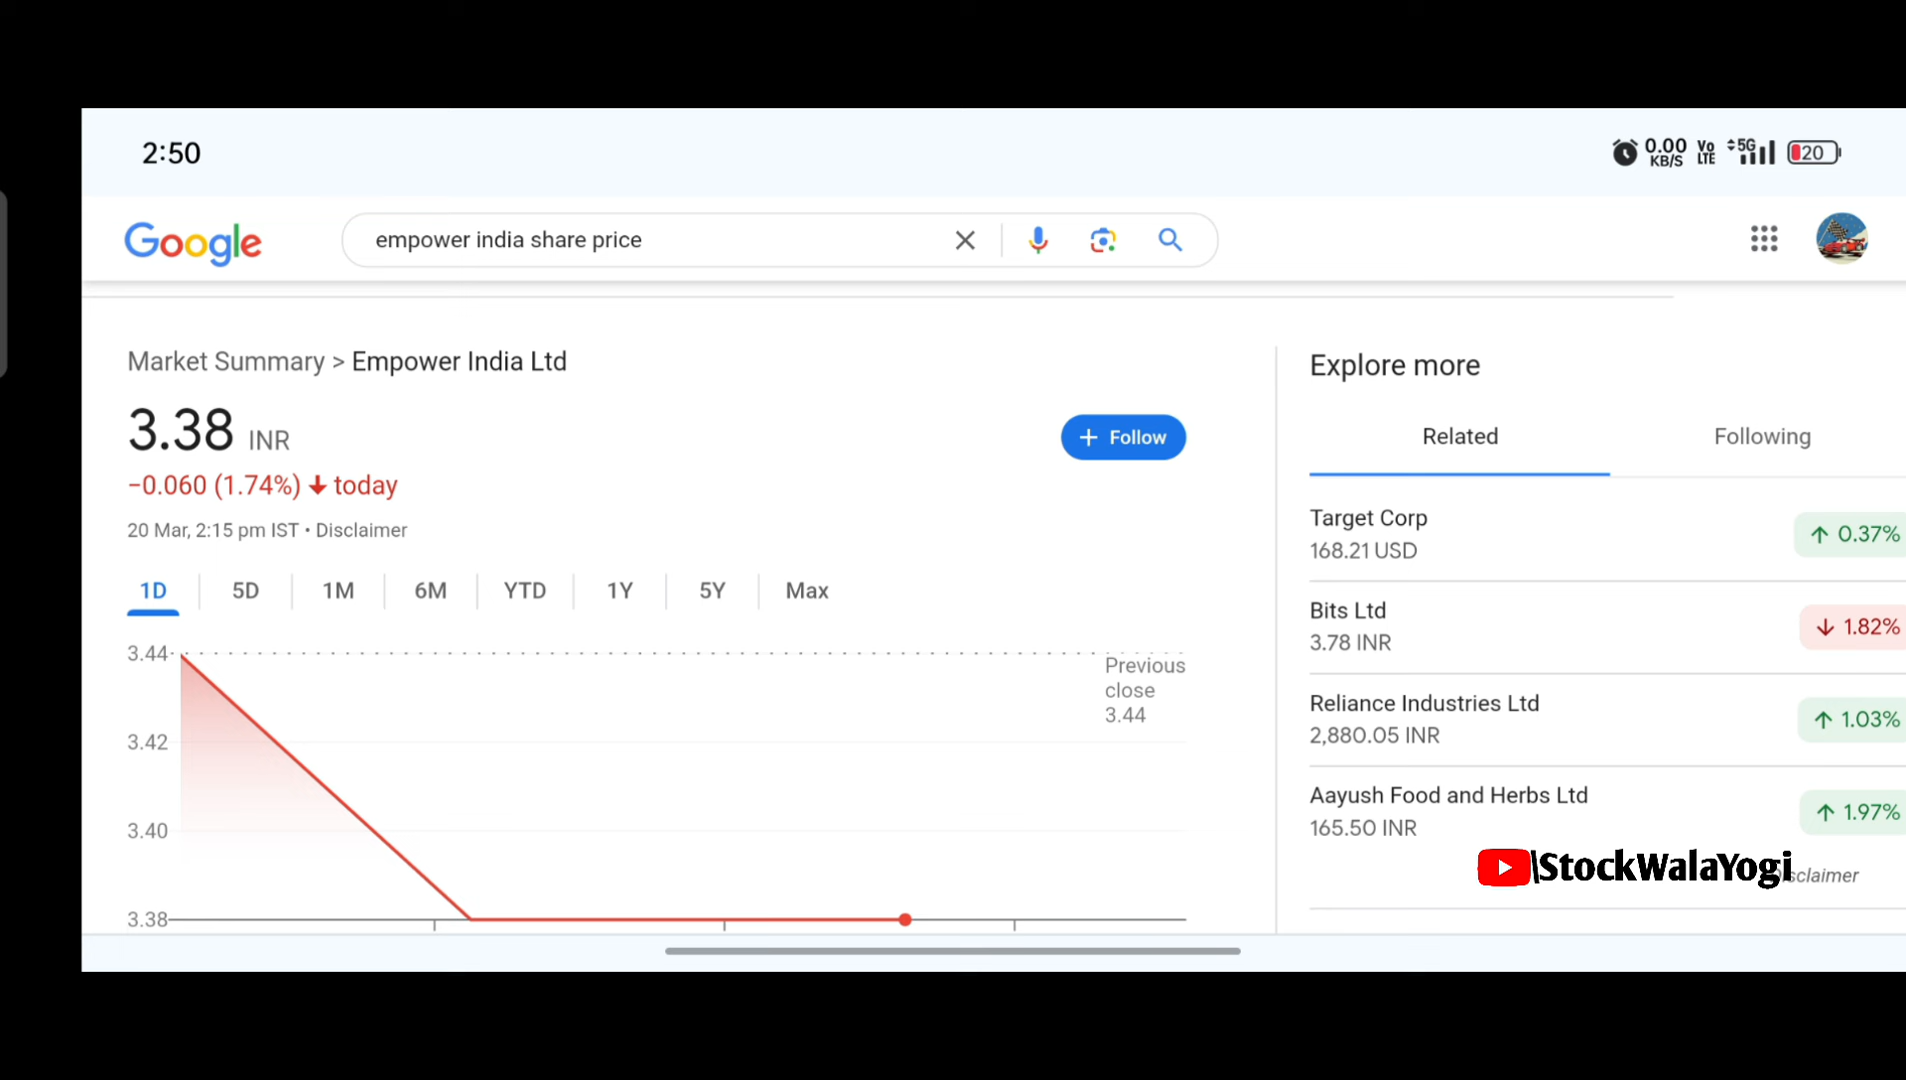 2:50
0.00 KB/S Vo LTE 5G 20
Google
empower india share price
Market Summary > Empower India Ltd
3.38 INR
+ Follow
−0.060 (1.74%) ↓ today
20 Mar, 2:15 pm IST • Disclaimer
1D
5D
1M
6M
YTD
1Y
5Y
Max
3.44
3.42
3.40
3.38
Previous
close
3.44
Explore more
Related
Following
Target Corp
168.21 USD
↑ 0.37%
Bits Ltd
3.78 INR
↓ 1.82%
Reliance Industries Ltd
2,880.05 INR
↑ 1.03%
Aayush Food and Herbs Ltd
165.50 INR
↑ 1.97%
\StockWalaYogi
sclaimer